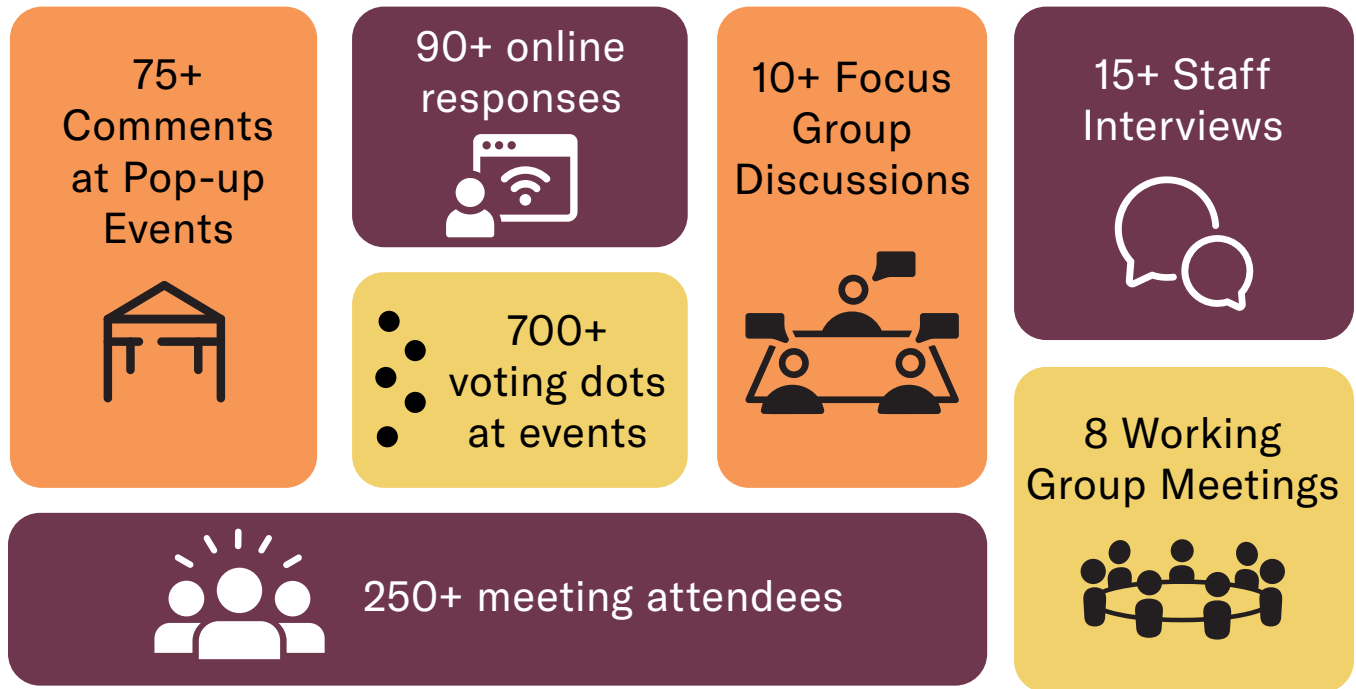 75+
Comments
at Pop-up
Events
90+ online
responses
700+
voting dots
at events
10+ Focus
Group
Discussions
15+ Staff
Interviews
8 Working
Group Meetings
250+ meeting attendees